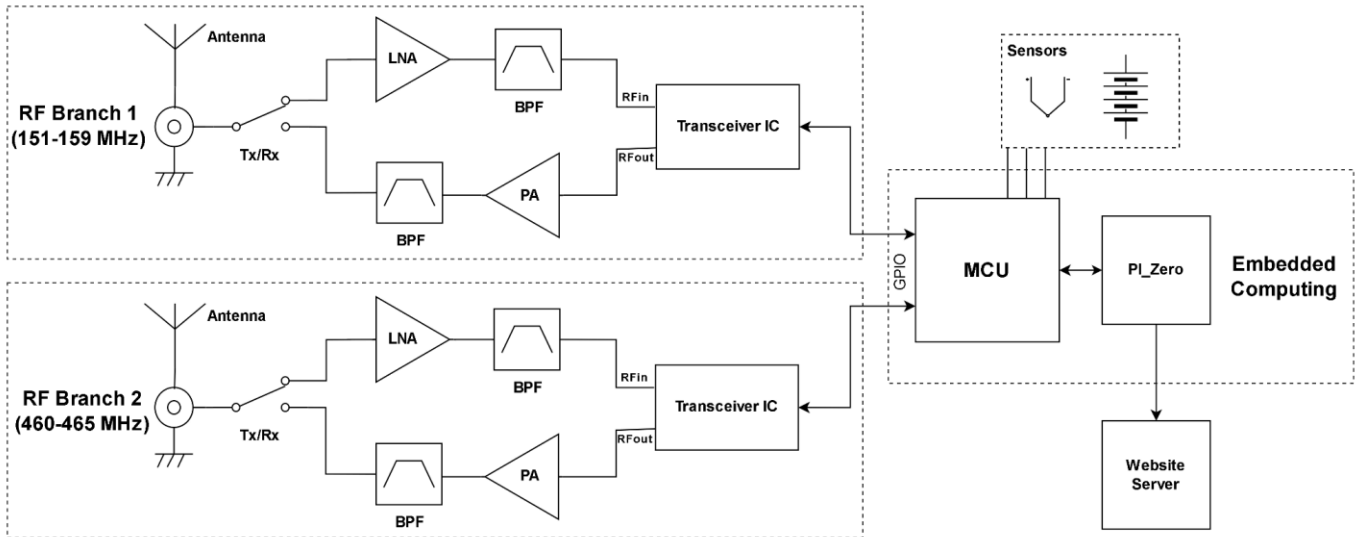 Antenna
LNA
BPF
RF Branch 1
(151-159 MHz)
Tx/Rx
RFin
Transceiver IC
RFout
PA
BPF
Sensors
+ -
GPIO
MCU
PI_Zero
Embedded
Computing
Antenna
LNA
BPF
RF Branch 2
(460-465 MHz)
Tx/Rx
RFin
Transceiver IC
RFout
PA
BPF
Website
Server